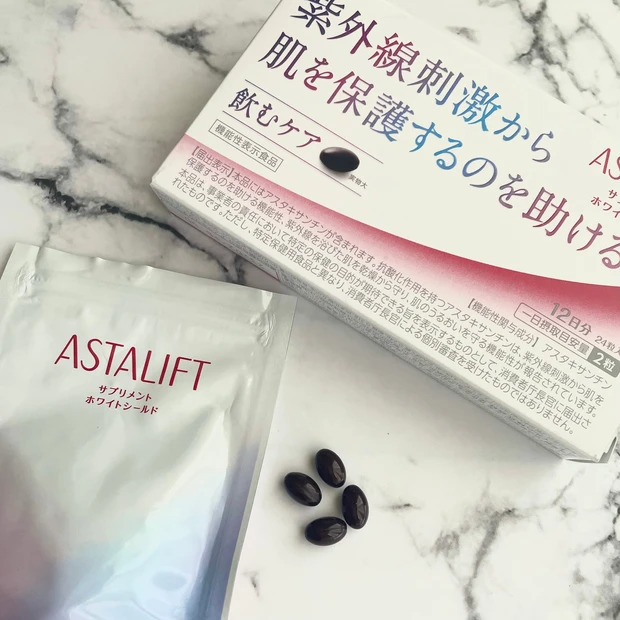 紫外線刺激から
肌を保護するのを助ける
飲むケア
実物大
機能性表示食品
【届出表示】本品にはアスタキサンチンが含まれます。抗酸化作用を持つアスタキサンチンは、紫外線刺激から肌を
保護するのを助ける機能性、紫外線を浴びた肌を乾燥から守り、肌のうるおいを守る機能性が報告されています。
本品は、事業者の責任において特定の保健の目的が期待できる旨を表示するものとして、消費者庁長官に届出さ
れたものです。ただし、特定保健用食品と異なり、消費者庁長官による個別審査を受けたものではありません。
【機能性関与成分】アスタキサンチン
12日分 24粒
一日摂取目安量 2粒
AS
サプ
ホワイ
ASTALIFT
サプリメント
ホワイトシールド